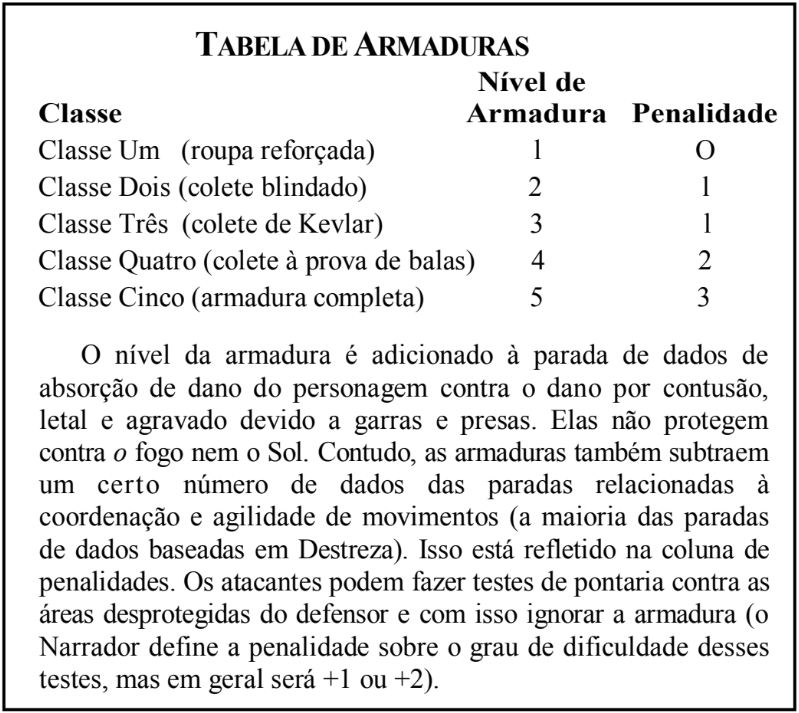 TABELA DE ARMADURAS
Nível de
Classe Armadura Penalidade
Classe Um (roupa reforçada) 1 O
Classe Dois (colete blindado) 2 1
Classe Três (colete de Kevlar) 3 1
Classe Quatro (colete à prova de balas) 4 2
Classe Cinco (armadura completa) 5 3
O nível da armadura é adicionado à parada de dados de
absorção de dano do personagem contra o dano por contusão,
letal e agravado devido a garras e presas. Elas não protegem
contra o fogo nem o Sol. Contudo, as armaduras também subtraem
um certo número de dados das paradas relacionadas à
coordenação e agilidade de movimentos (a maioria das paradas
de dados baseadas em Destreza). Isso está refletido na coluna de
penalidades. Os atacantes podem fazer testes de pontaria contra as
áreas desprotegidas do defensor e com isso ignorar a armadura (o
Narrador define a penalidade sobre o grau de dificuldade desses
testes, mas em geral será +1 ou +2).